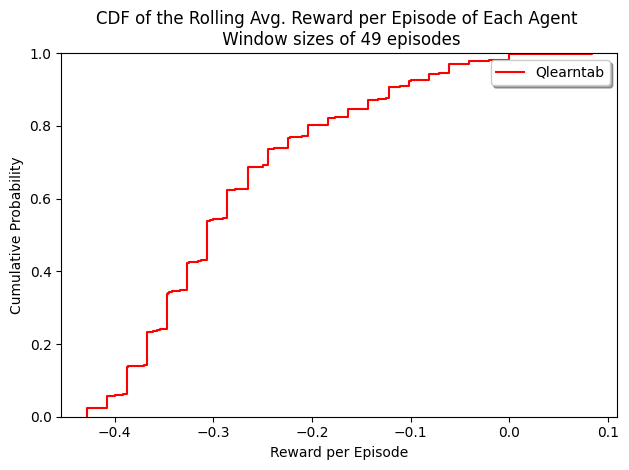 CDF of the Rolling Avg. Reward per Episode of Each Agent
Window sizes of 49 episodes
Qlearntab
Cumulative Probability
1.0
0.8
0.6
0.4
0.2
0.0
−0.4 −0.3 −0.2 −0.1 0.0 0.1
Reward per Episode